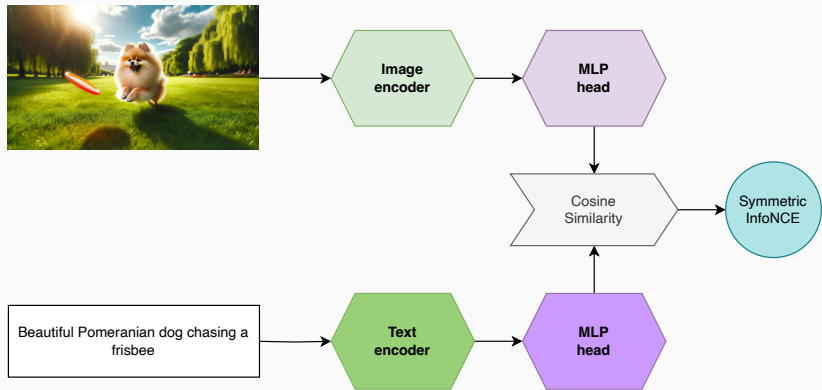 Image
encoder
MLP
head
Cosine
Similarity
Symmetric
InfoNCE
Beautiful Pomeranian dog chasing a
frisbee
Text
encoder
MLP
head